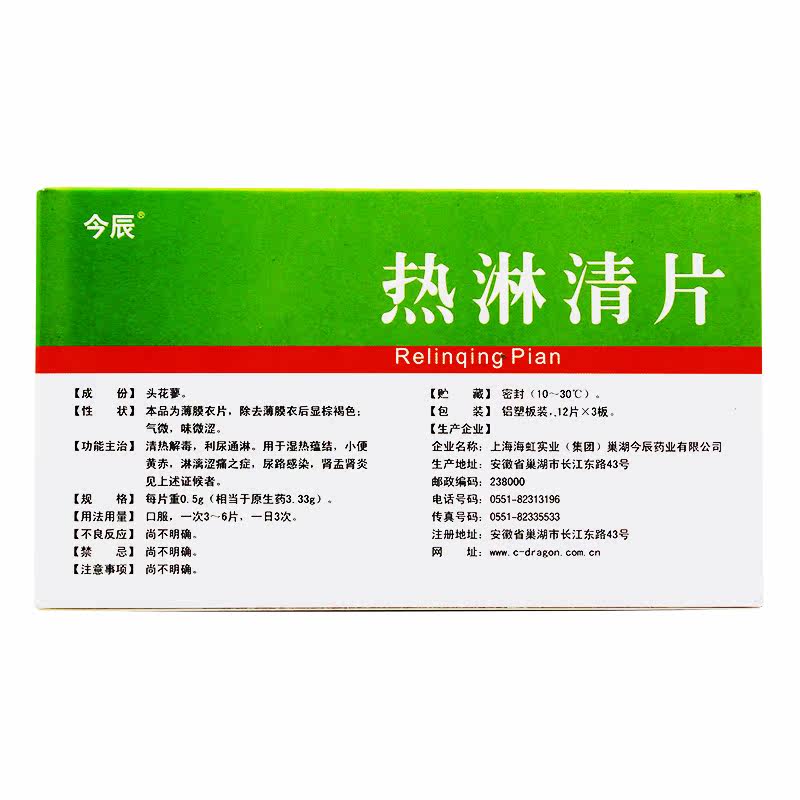 今辰®
热淋清片
Relinqing Pian
【成 份】 头花蓼。
【性 状】 本品为薄膜衣片，除去薄膜衣后显棕褐色；
气微，味微涩。
【功能主治】 清热解毒，利尿通淋。用于湿热蕴结，小便
黄赤，淋漓涩痛之症，尿路感染，肾盂肾炎
见上述证候者。
【规 格】 每片重0.5g（相当于原生药3.33g）。
【用法用量】 口服，一次3～6片，一日3次。
【不良反应】 尚不明确。
【禁 忌】 尚不明确。
【注意事项】 尚不明确。
【贮 藏】 密封（10～30℃）。
【包 装】 铝塑板装，12片×3板。
【生产企业】
企业名称：上海海虹实业（集团）巢湖今辰药业有限公司
生产地址：安徽省巢湖市长江东路43号
邮政编码：238000
电话号码：0551-82313196
传真号码：0551-82335533
注册地址：安徽省巢湖市长江东路43号
网 址：www.c-dragon.com.cn